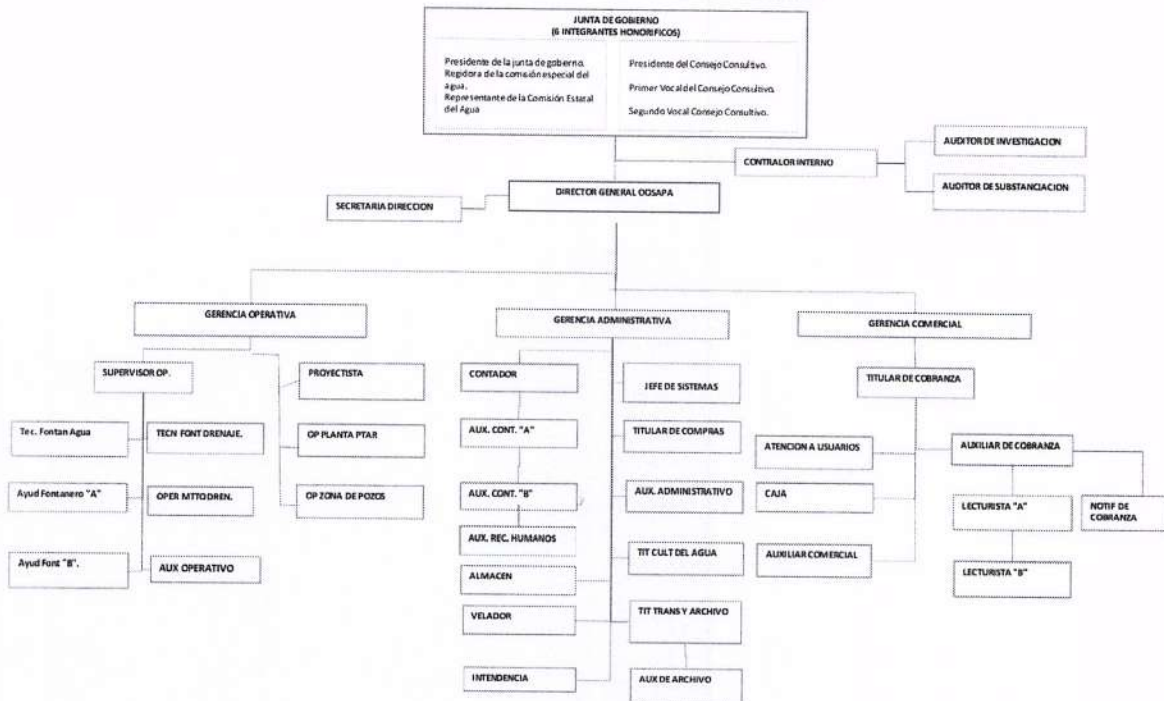 JUNTA DE GOBIERNO
(6 INTEGRANTES HONORIFICOS)
Presidente de la junta de gobierno.
Regidora de la comisión especial del
agua.
Representante de la Comisión Estatal
del Agua
Presidente del Consejo Consultivo.
Primer Vocal del Consejo Consultivo.
Segundo Vocal Consejo Consultivo.
CONTRALOR INTERNO
AUDITOR DE INVESTIGACION
AUDITOR DE SUBSTANCIACION
DIRECTOR GENERAL OOSAPA
SECRETARIA DIRECCION
GERENCIA OPERATIVA
GERENCIA ADMINISTRATIVA
GERENCIA COMERCIAL
SUPERVISOR OP.
PROYECTISTA
Tec. Fontan Agua
TECN FONT DRENAJE.
OP PLANTA PTAR
Ayud Fontanero "A"
OPER MTTO DREN.
OP ZONA DE POZOS
Ayud Font "B".
AUX OPERATIVO
CONTADOR
JEFE DE SISTEMAS
AUX. CONT. "A"
TITULAR DE COMPRAS
AUX. CONT. "B"
AUX. ADMINISTRATIVO
AUX. REC. HUMANOS
TIT CULT DEL AGUA
ALMACEN
VELADOR
TIT TRANS Y ARCHIVO
INTENDENCIA
AUX DE ARCHIVO
TITULAR DE COBRANZA
ATENCION A USUARIOS
AUXILIAR DE COBRANZA
CAJA
LECTURISTA "A"
NOTIF DE
COBRANZA
AUXILIAR COMERCIAL
LECTURISTA "B"